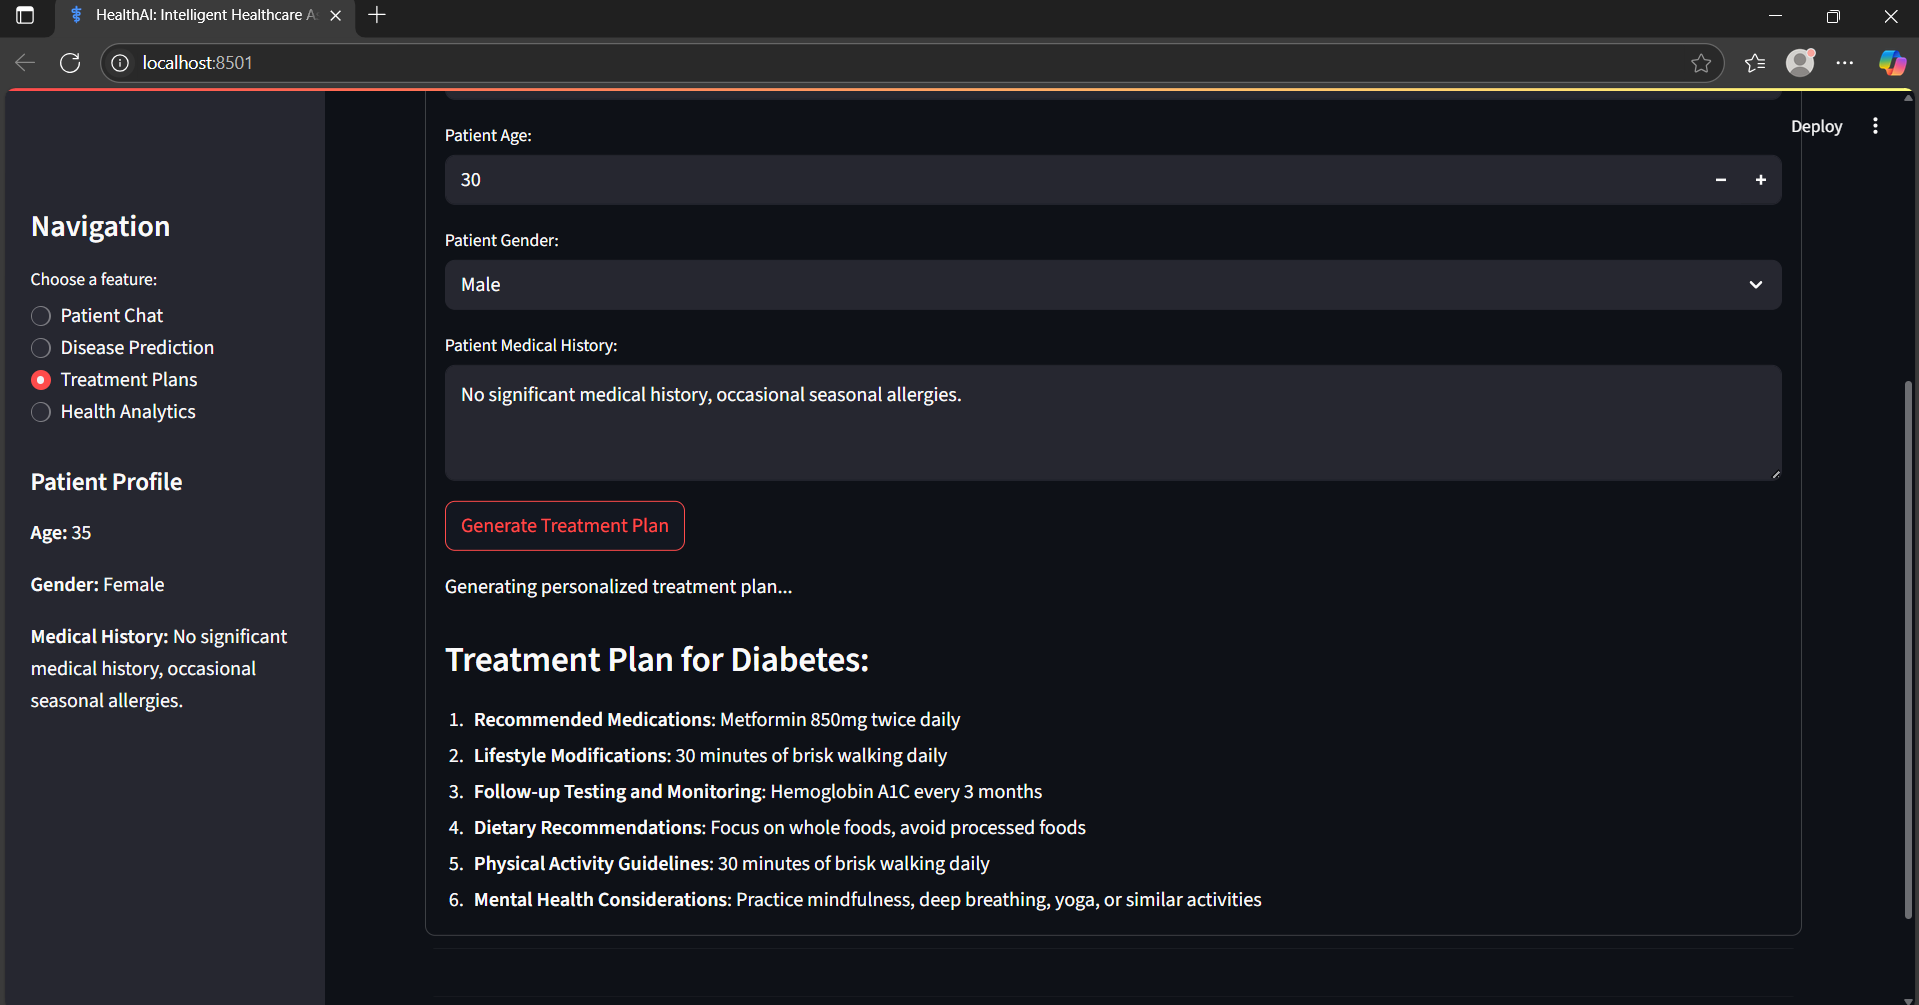 HealthAI: Intelligent Healthcare A
localhost:8501
Deploy
Navigation
Choose a feature:
Patient Chat
Disease Prediction
Treatment Plans
Health Analytics
Patient Profile
Age: 35
Gender: Female
Medical History: No significant
medical history, occasional
seasonal allergies.
Patient Age:
30
Patient Gender:
Male
Patient Medical History:
No significant medical history, occasional seasonal allergies.
Generate Treatment Plan
Generating personalized treatment plan...
Treatment Plan for Diabetes:
1. Recommended Medications: Metformin 850mg twice daily
2. Lifestyle Modifications: 30 minutes of brisk walking daily
3. Follow-up Testing and Monitoring: Hemoglobin A1C every 3 months
4. Dietary Recommendations: Focus on whole foods, avoid processed foods
5. Physical Activity Guidelines: 30 minutes of brisk walking daily
6. Mental Health Considerations: Practice mindfulness, deep breathing, yoga, or similar activities